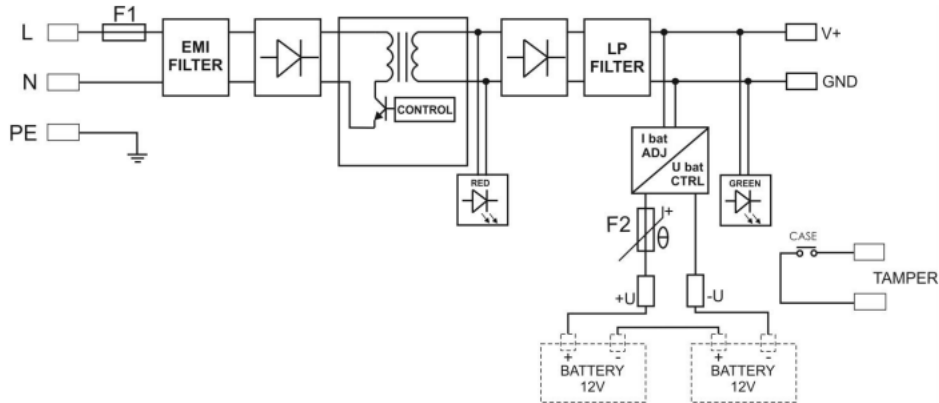 F1
L
EMI
FILTER
LP
FILTER
V+
N
GND
CONTROL
PE
I bat
ADJ
U bat
CTRL
RED
GREEN
F2
I+
θ
CASE
TAMPER
+U
-U
+ -
BATTERY
12V
+ -
BATTERY
12V